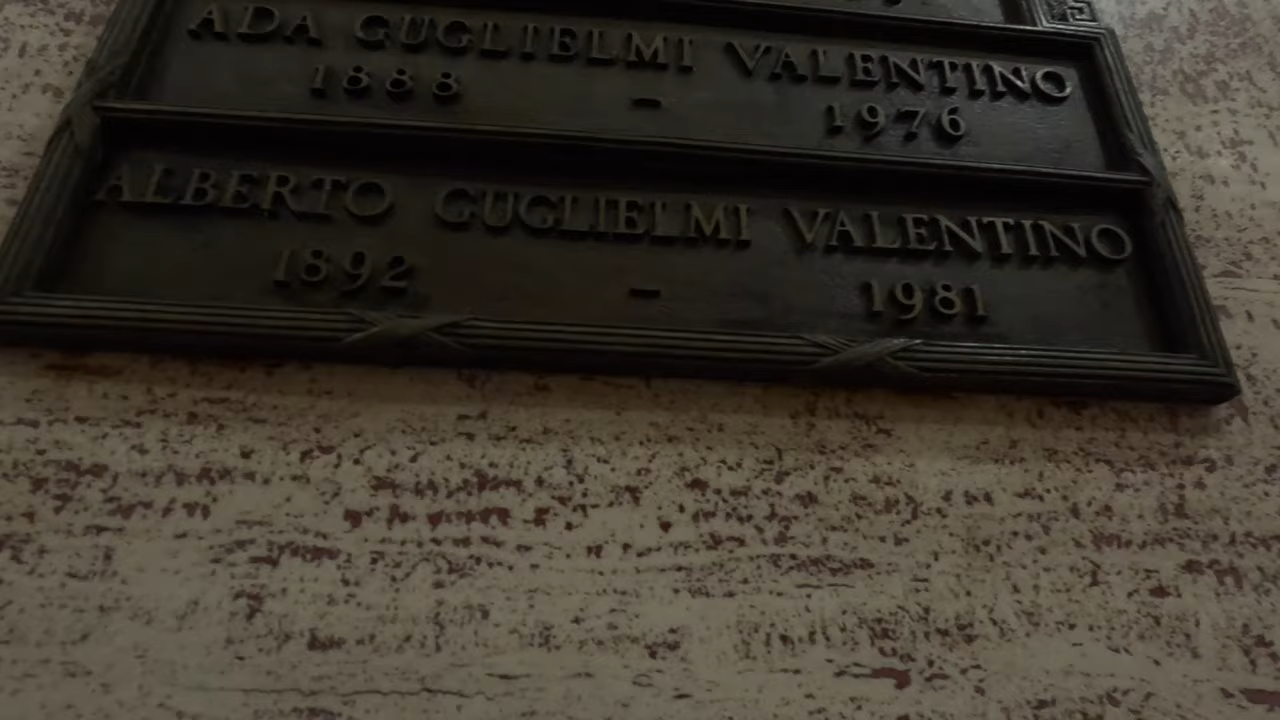 ADA GUGLIELMI VALENTINO
1888 - 1976
ALBERTO GUGLIELMI VALENTINO
1892 - 1981